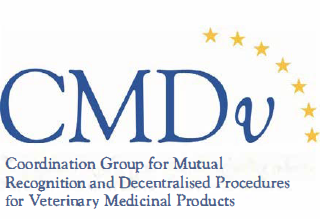 CMDv
Coordination Group for Mutual
Recognition and Decentralised Procedures
for Veterinary Medicinal Products